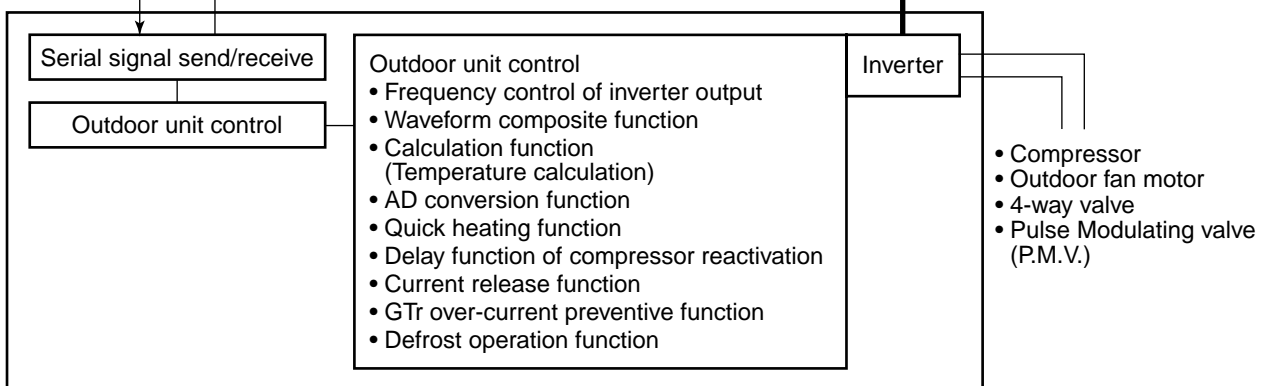 Serial signal send/receive
Outdoor unit control
Outdoor unit control
• Frequency control of inverter output
• Waveform composite function
• Calculation function
(Temperature calculation)
• AD conversion function
• Quick heating function
• Delay function of compressor reactivation
• Current release function
• GTr over-current preventive function
• Defrost operation function
Inverter
• Compressor
• Outdoor fan motor
• 4-way valve
• Pulse Modulating valve
(P.M.V.)